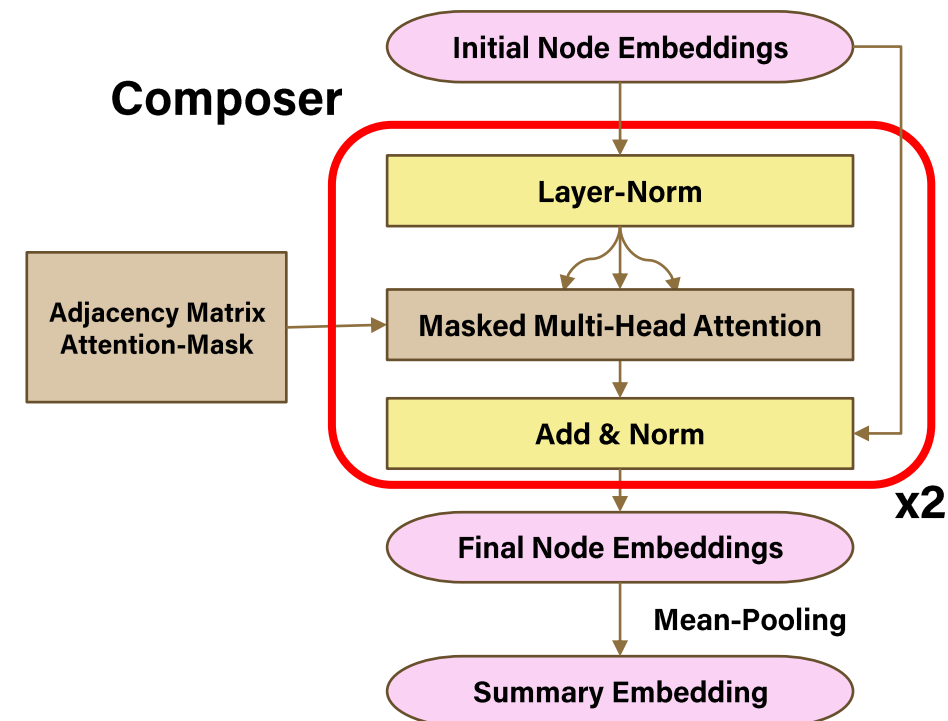 Initial Node Embeddings
Composer
Layer-Norm
Adjacency Matrix
Attention-Mask
Masked Multi-Head Attention
Add & Norm
x2
Final Node Embeddings
Mean-Pooling
Summary Embedding